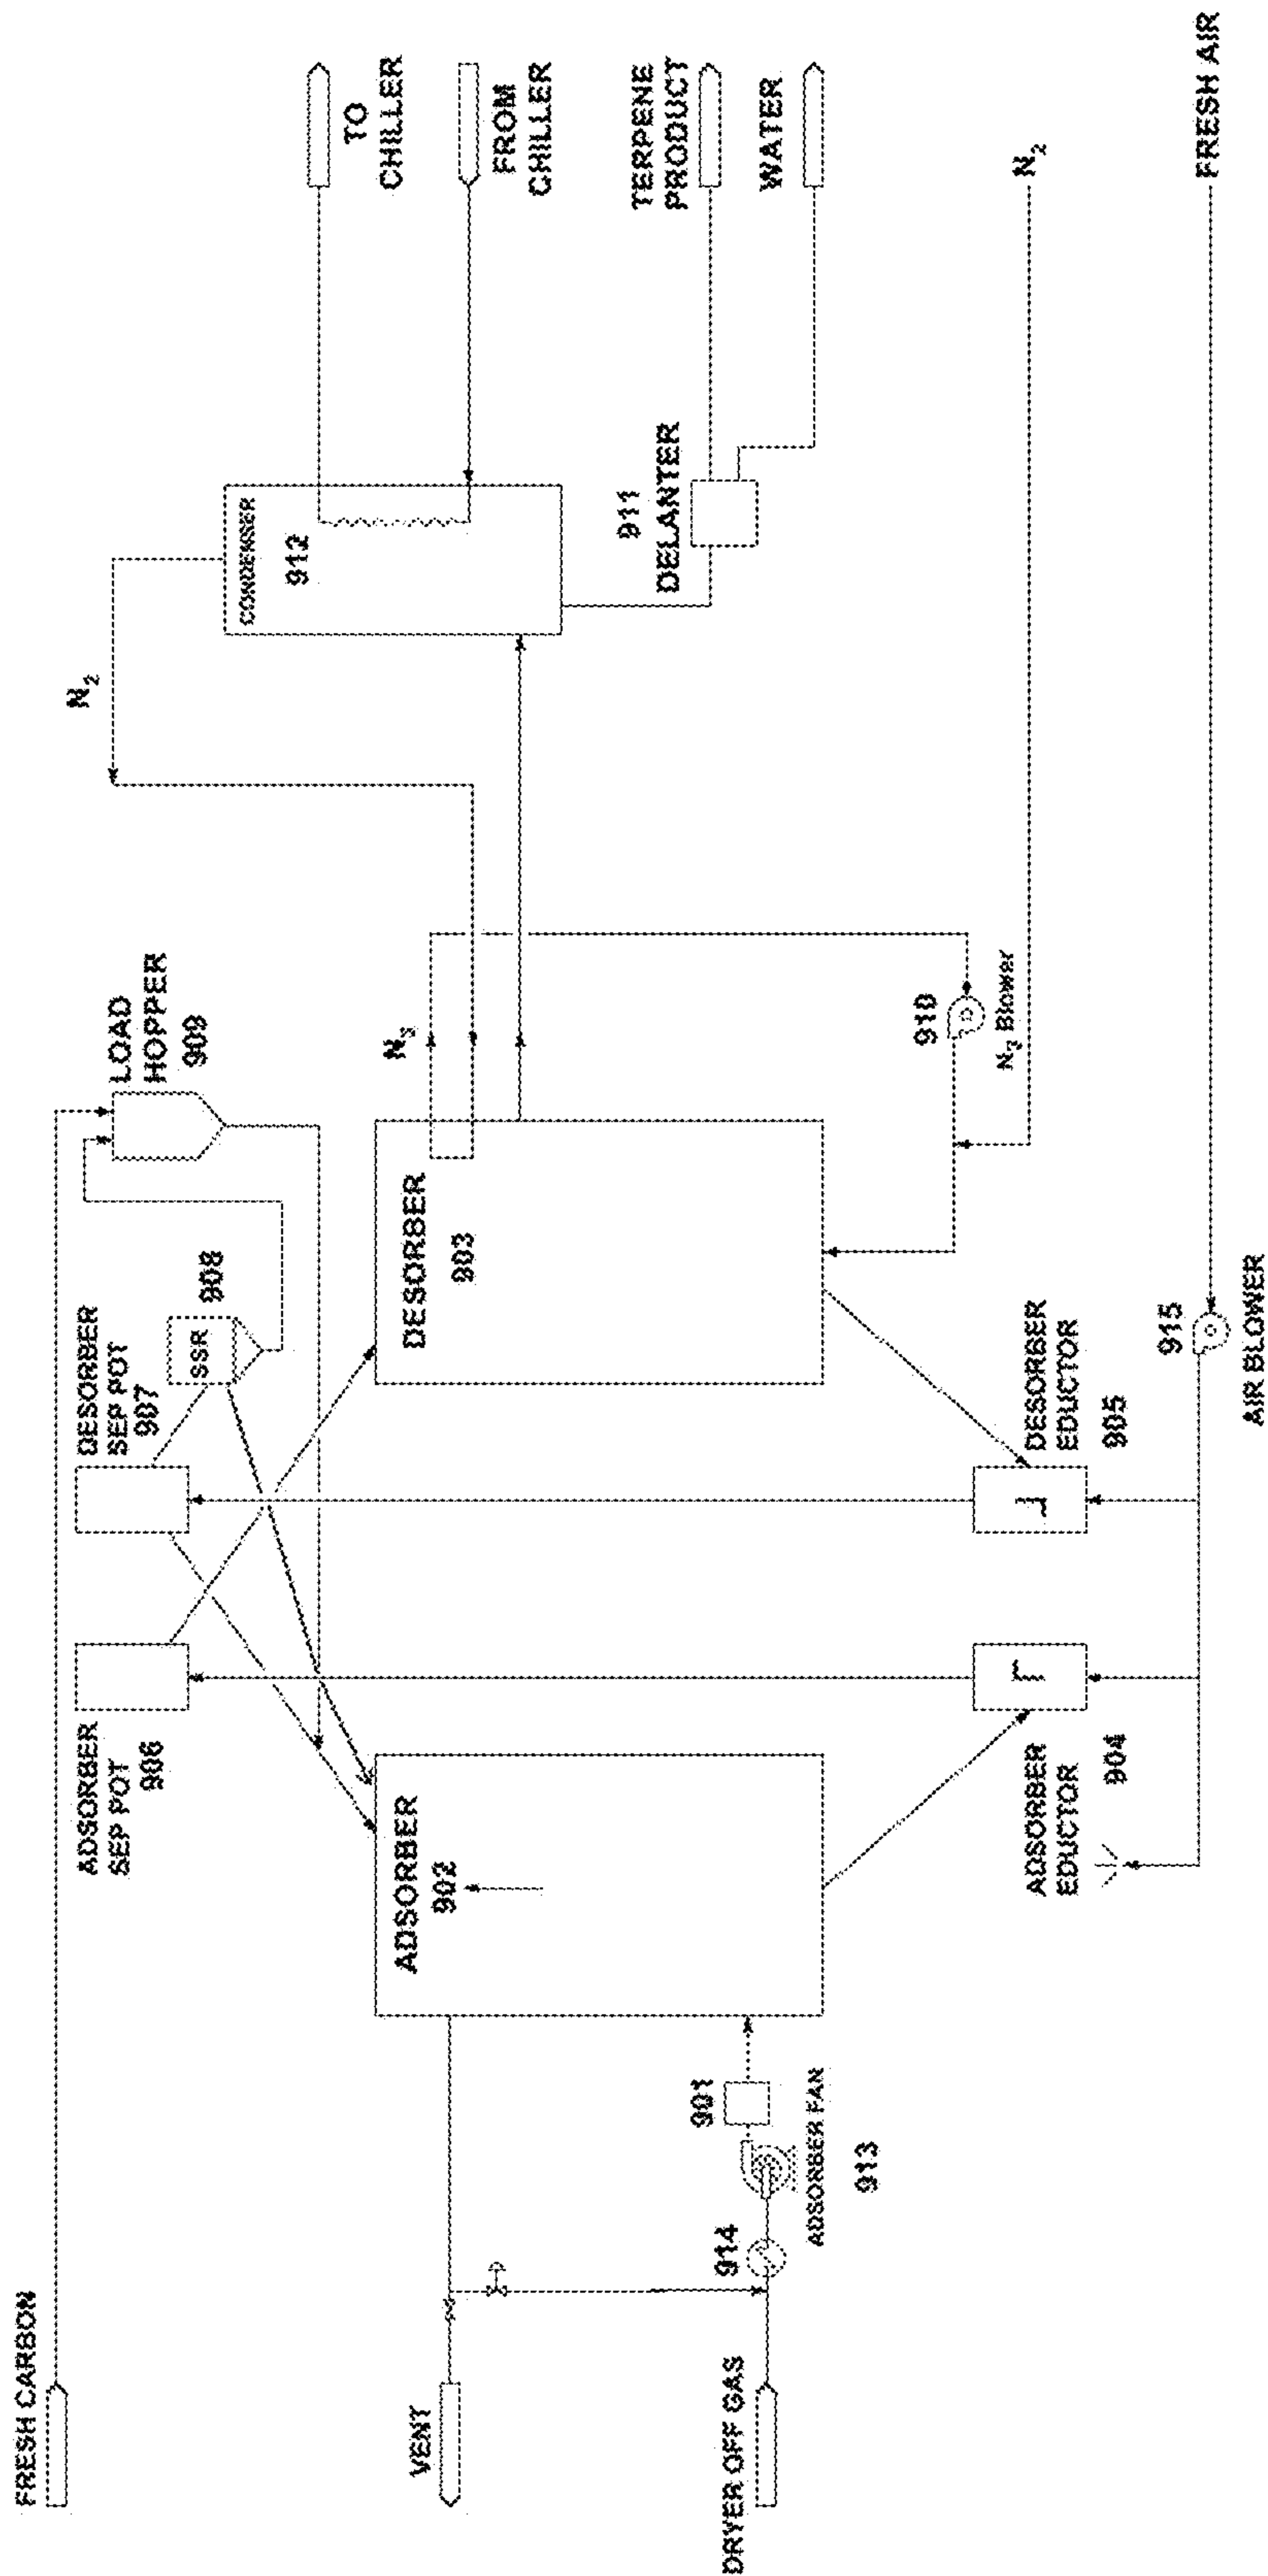 FRESH CARBON
VENT
DRYER OFF GAS
914
ADSORBER FAN
913
901
ADSORBER
902
ADSORBER
SEP POT
906
ADSORBER
EDUCTOR
904
DESORBER
SEP POT
907
SSR
908
LOAD
HOPPER
909
DESORBER
903
DESORBER
EDUCTOR
905
915
AIR BLOWER
N₂
910
N₂ Blower
N₂
CONDENSER
912
911
DELANTER
TO
CHILLER
FROM
CHILLER
TERPENE
PRODUCT
WATER
N₂
FRESH AIR